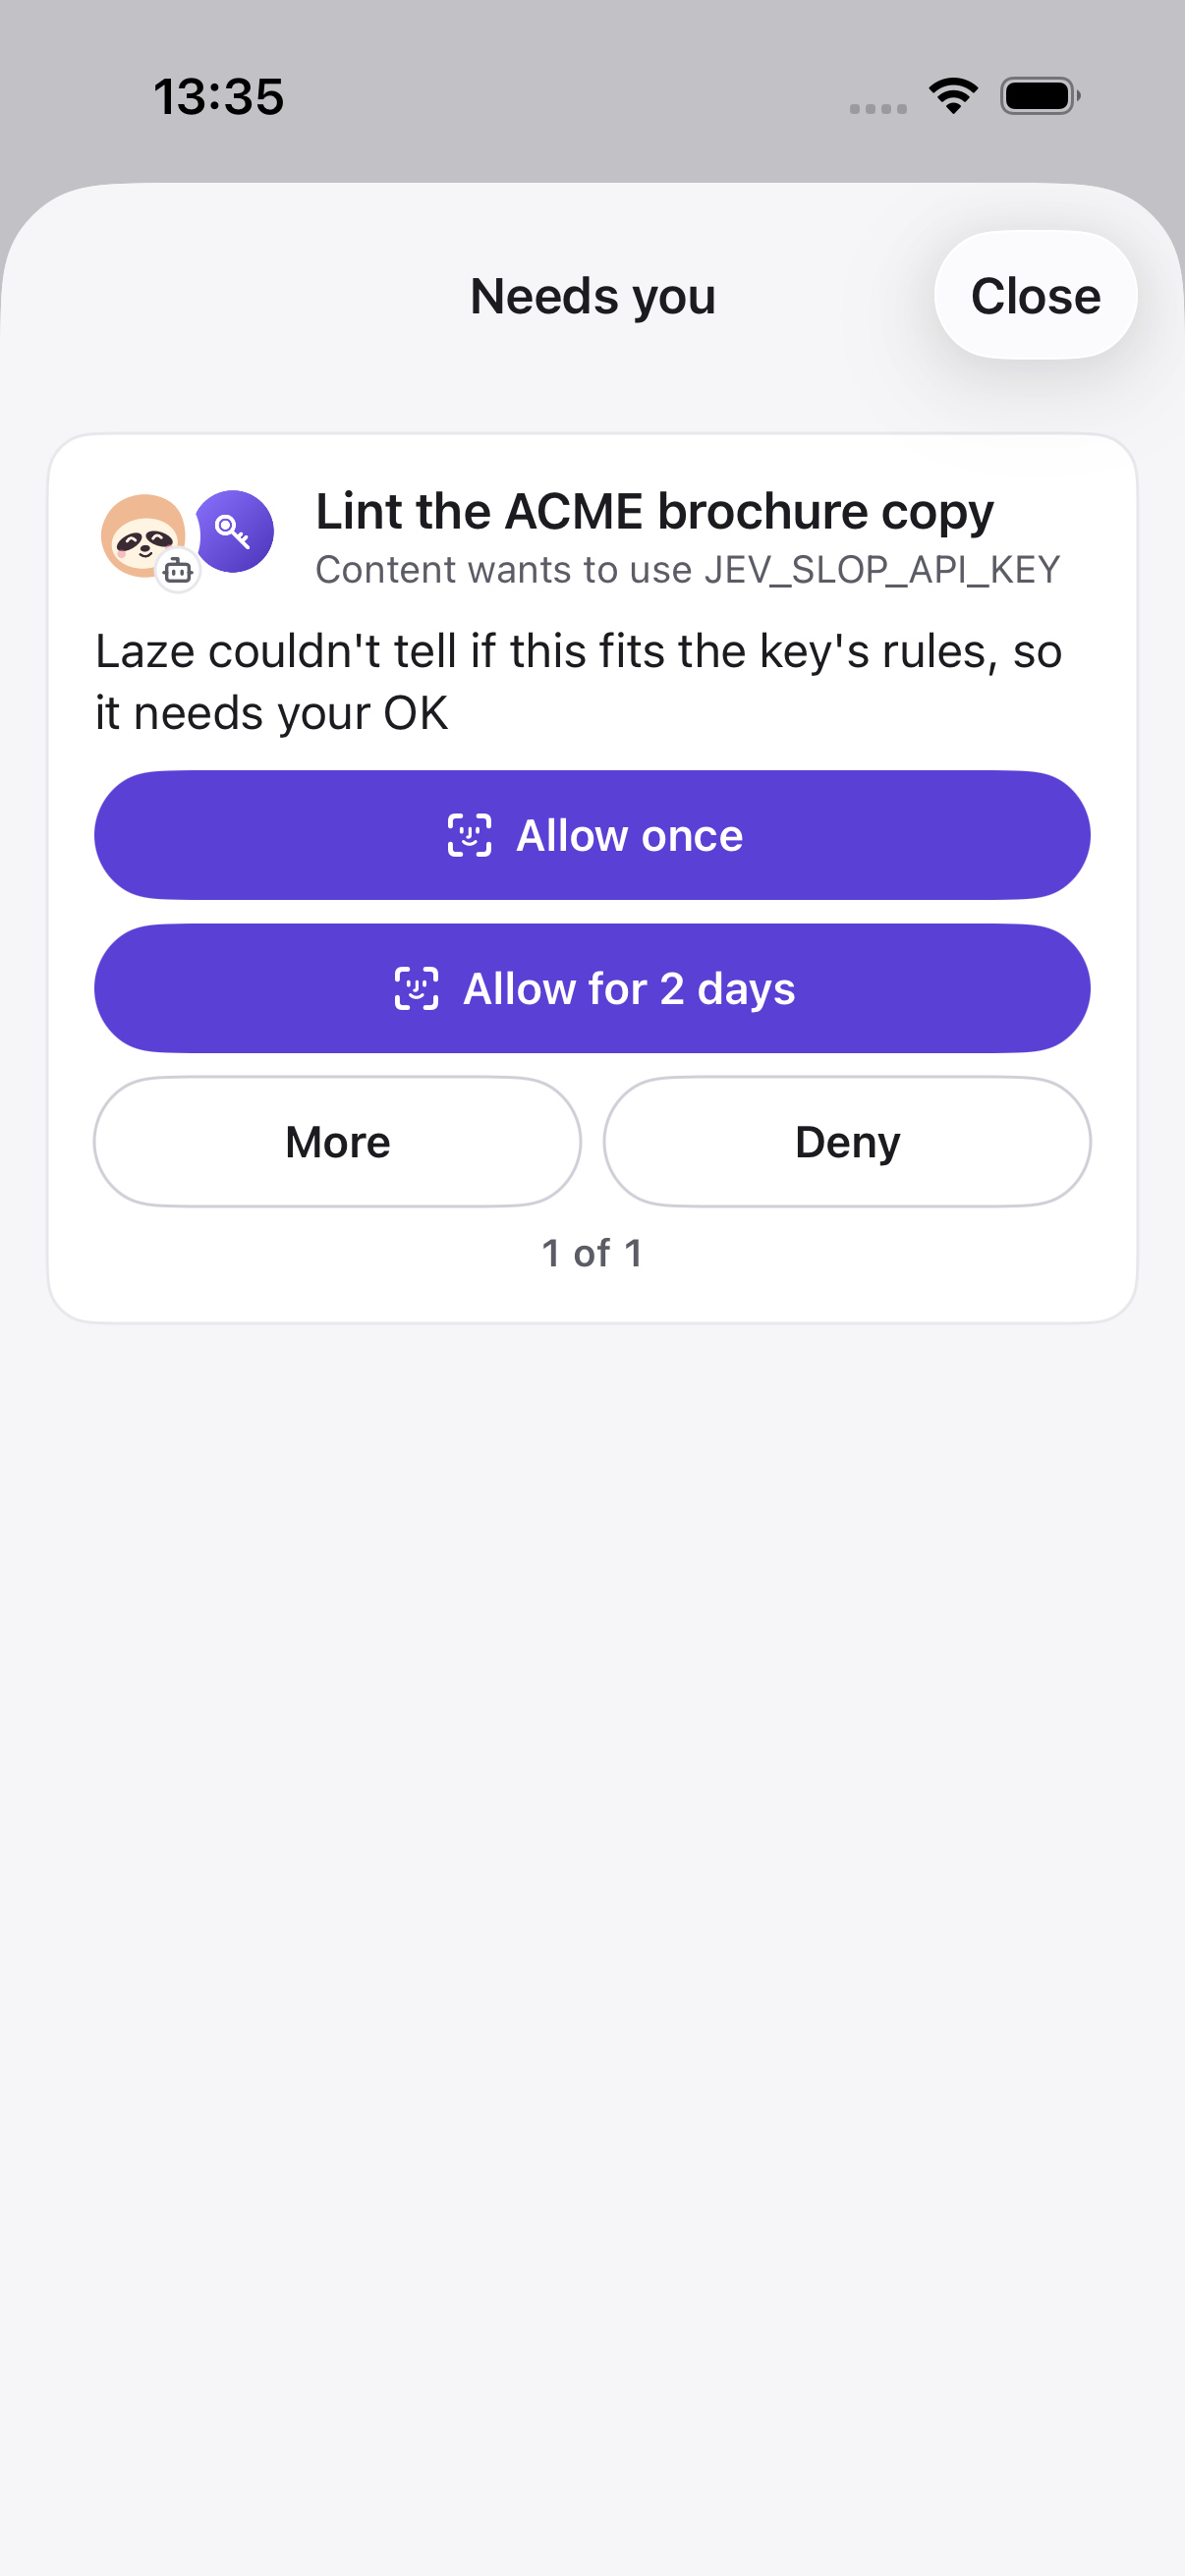 13:35
Needs you
Close
Lint the ACME brochure copy
Content wants to use JEV_SLOP_API_KEY
Laze couldn't tell if this fits the key's rules, so
it needs your OK
Allow once
Allow for 2 days
More
Deny
1 of 1